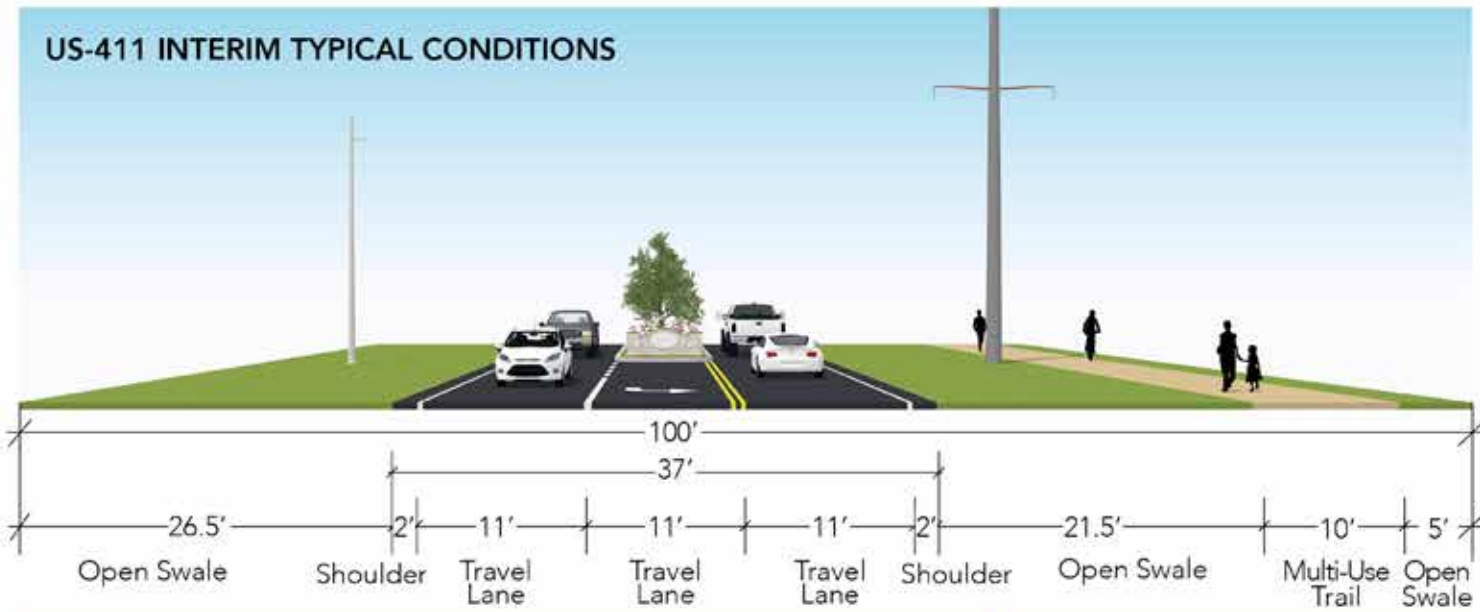 US-411 INTERIM TYPICAL CONDITIONS
100'
37'
26.5' 2' 11' 11' 11' 2' 21.5' 10' 5'
Open Swale Shoulder Travel Lane Travel Lane Travel Lane Shoulder Open Swale Multi-Use Trail Open Swale